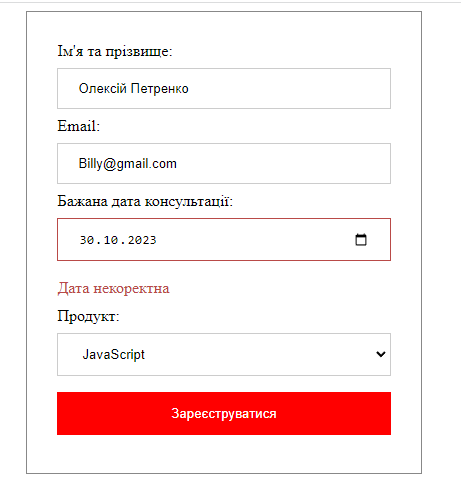 Ім'я та прізвище:
Олексій Петренко
Email:
Billy@gmail.com
Бажана дата консультації:
30.10.2023
Дата некоректна
Продукт:
JavaScript
Зареєструватися